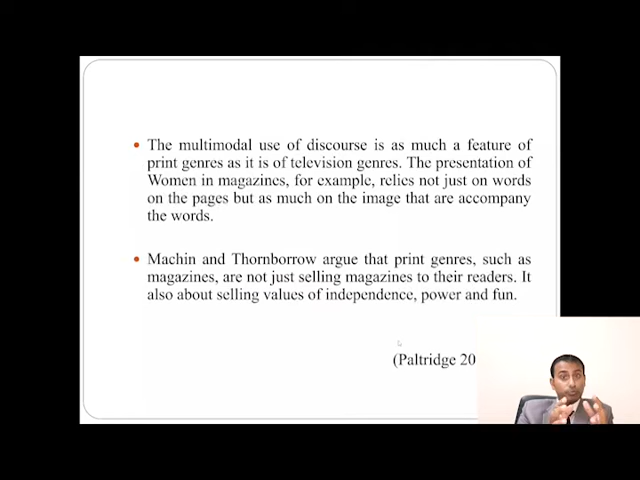 The multimodal use of discourse is as much a feature of
print genres as it is of television genres. The presentation of
Women in magazines, for example, relies not just on words
on the pages but as much on the image that are accompany
the words.
Machin and Thornborrow argue that print genres, such as
magazines, are not just selling magazines to their readers. It
also about selling values of independence, power and fun.
(Paltridge 20